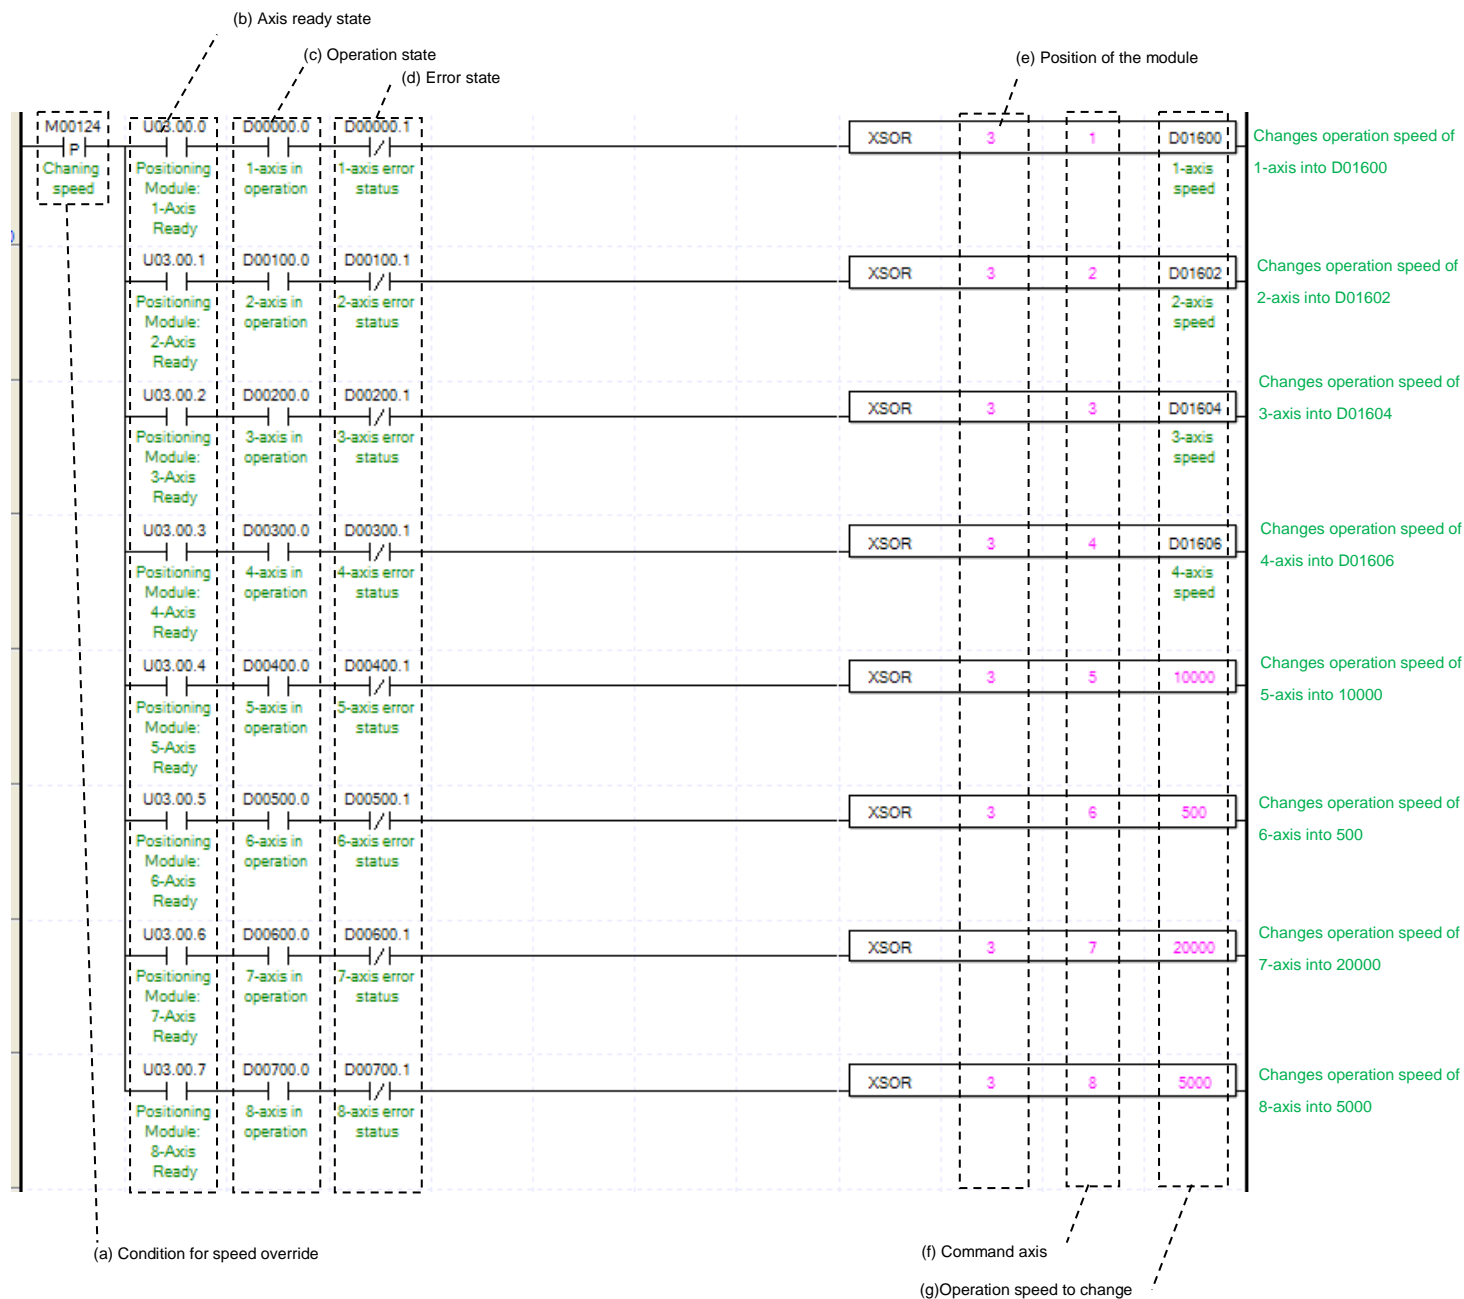 (b) Axis ready state
(c) Operation state
(d) Error state
(e) Position of the module
M00124 U03.00.0 D00000.0 D00000.1
P
XSOR 3 1 D01600
Changes operation speed of
1-axis into D01600
Chaning
speed
Positioning
Module:
1-Axis
Ready
1-axis in
operation
1-axis error
status
1-axis
speed
U03.00.1 D00100.0 D00100.1
XSOR 3 2 D01602
Changes operation speed of
2-axis into D01602
Positioning
Module:
2-Axis
Ready
2-axis in
operation
2-axis error
status
2-axis
speed
U03.00.2 D00200.0 D00200.1
XSOR 3 3 D01604
Changes operation speed of
3-axis into D01604
Positioning
Module:
3-Axis
Ready
3-axis in
operation
3-axis error
status
3-axis
speed
U03.00.3 D00300.0 D00300.1
XSOR 3 4 D01606
Changes operation speed of
4-axis into D01606
Positioning
Module:
4-Axis
Ready
4-axis in
operation
4-axis error
status
4-axis
speed
U03.00.4 D00400.0 D00400.1
XSOR 3 5 10000
Changes operation speed of
5-axis into 10000
Positioning
Module:
5-Axis
Ready
5-axis in
operation
5-axis error
status
U03.00.5 D00500.0 D00500.1
XSOR 3 6 500
Changes operation speed of
6-axis into 500
Positioning
Module:
6-Axis
Ready
6-axis in
operation
6-axis error
status
U03.00.6 D00600.0 D00600.1
XSOR 3 7 20000
Changes operation speed of
7-axis into 20000
Positioning
Module:
7-Axis
Ready
7-axis in
operation
7-axis error
status
U03.00.7 D00700.0 D00700.1
XSOR 3 8 5000
Changes operation speed of
8-axis into 5000
Positioning
Module:
8-Axis
Ready
8-axis in
operation
8-axis error
status
(a) Condition for speed override
(f) Command axis
(g)Operation speed to change